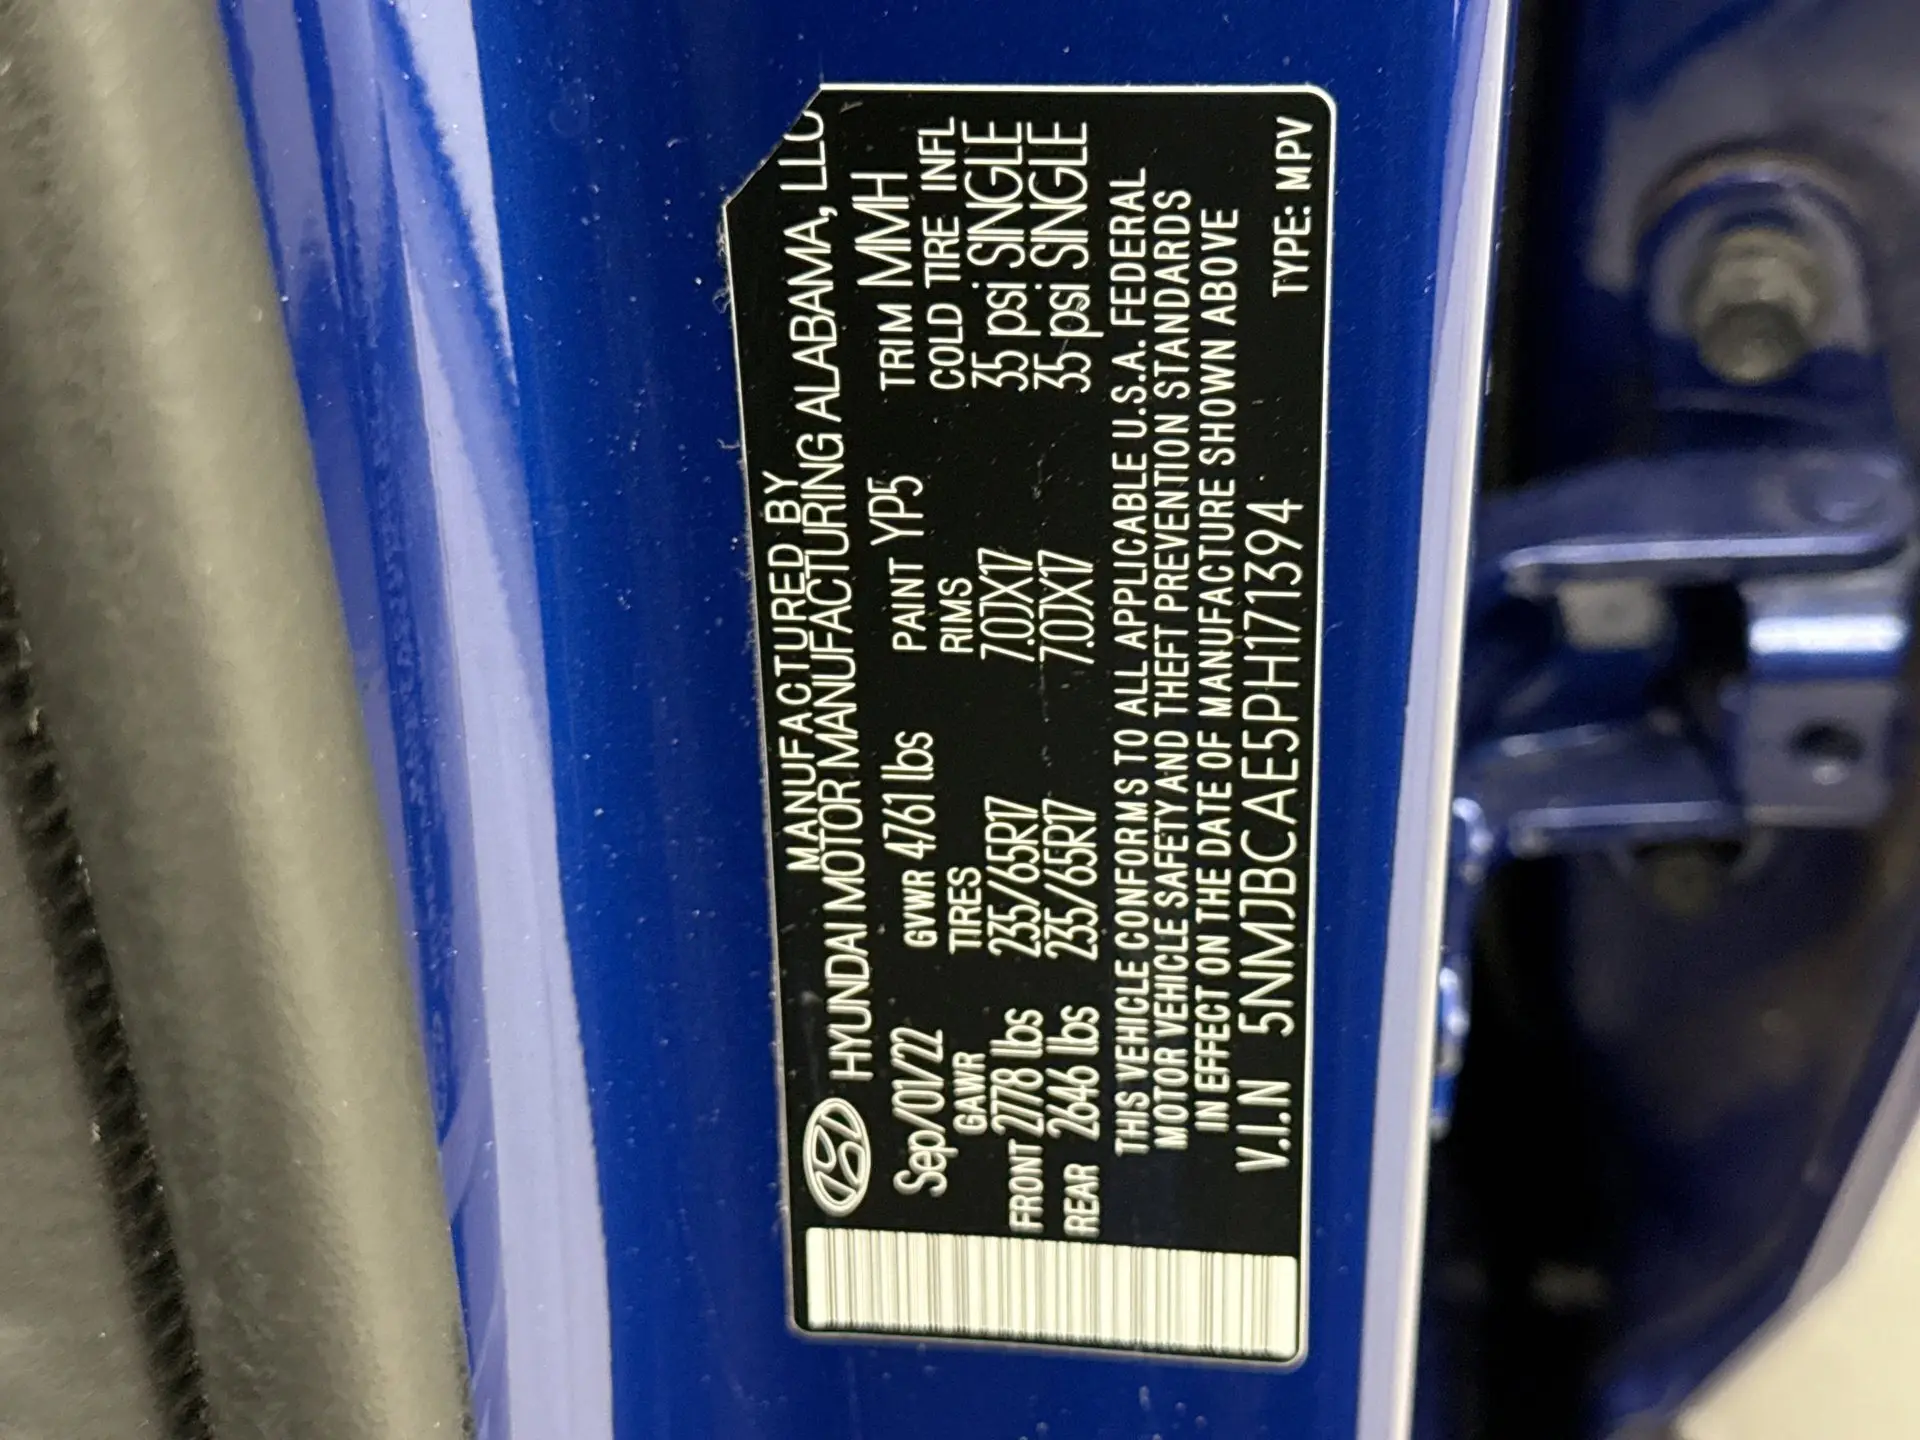 MANUFACTURED BY
HYUNDAI MOTOR MANUFACTURING ALABAMA, LLC
Sep/01/22 GVWR 4761 lbs PAINT YP5 TRIM MMH
GAWR TIRES RIMS COLD TIRE INFL
FRONT 2778 lbs 235/65R17 7.0JX17 35 psi SINGLE
REAR 2646 lbs 235/65R17 7.0JX17 35 psi SINGLE
THIS VEHICLE CONFORMS TO ALL APPLICABLE U.S.A. FEDERAL
MOTOR VEHICLE SAFETY AND THEFT PREVENTION STANDARDS
IN EFFECT ON THE DATE OF MANUFACTURE SHOWN ABOVE
V.I.N 5NMJBCAE5PH171394 TYPE: MPV